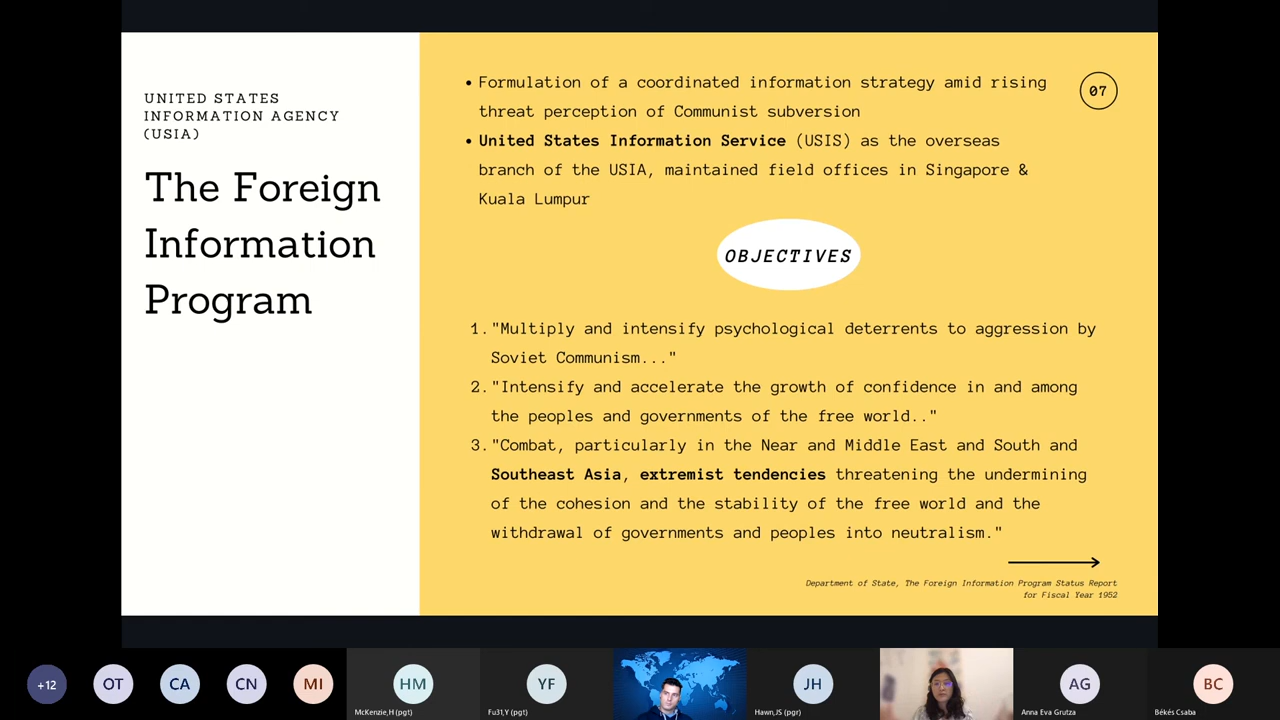 UNITED STATES
INFORMATION AGENCY
(USIA)
The Foreign
Information
Program
• Formulation of a coordinated information strategy amid rising
threat perception of Communist subversion
• United States Information Service (USIS) as the overseas
branch of the USIA, maintained field offices in Singapore &
Kuala Lumpur
07
OBJECTIVES
1. "Multiply and intensify psychological deterrents to aggression by
Soviet Communism..."
2. "Intensify and accelerate the growth of confidence in and among
the peoples and governments of the free world.."
3. "Combat, particularly in the Near and Middle East and South and
Southeast Asia, extremist tendencies threatening the undermining
of the cohesion and the stability of the free world and the
withdrawal of governments and peoples into neutralism."
Department of State, The Foreign Information Program Status Report
for Fiscal Year 1952
+12
OT
CA
CN
MI
HM
McKenzie,H (pgt)
YF
Fu31,Y (pgt)
JH
Hawn,JS (pgr)
AG
Anna Eva Grutza
BC
Békés Csaba